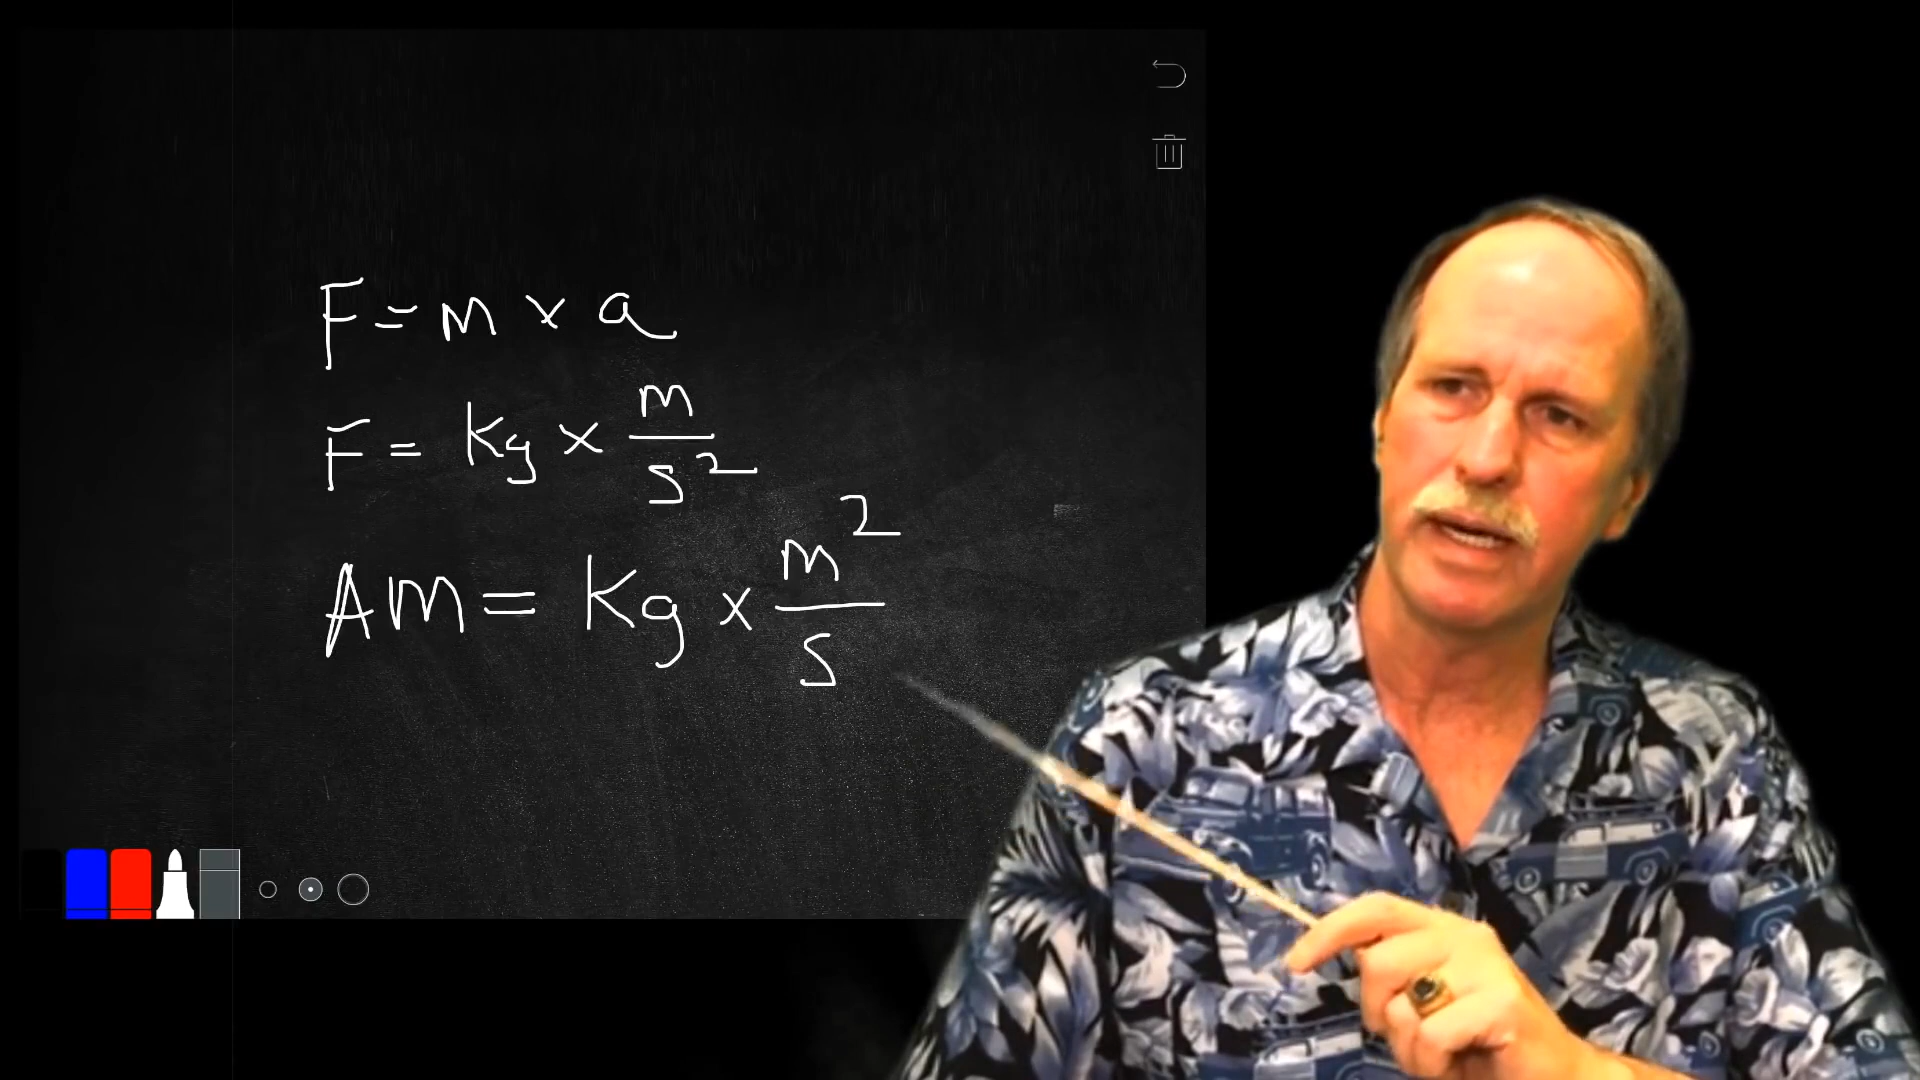 F = m × a
F = Kg × m/s²
AM = Kg × m²/s